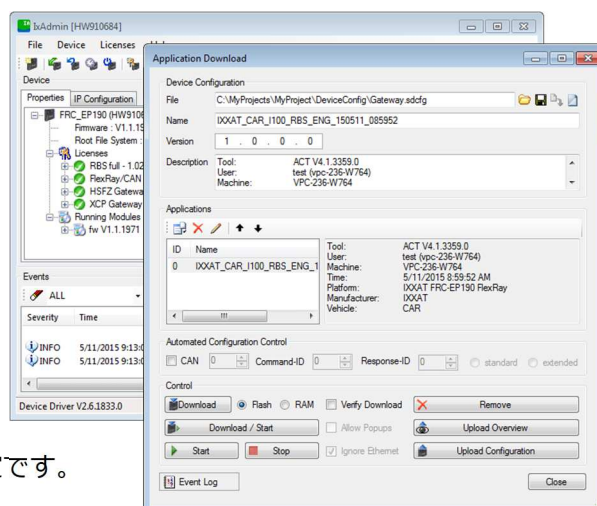 IxAdmin [HW910684]
File Device Licenses
Device
Properties IP Configuration
FRC_EP190
Firmware : V1.1.15
Root File System :
Licenses
RBS full - 1.02
FlexRay/CAN
HSFZ Gateway
XCP Gateway
Running Modules
fw V1.1.1971
Events
ALL
Severity Time
INFO 5/11/2015 9:13:0
INFO 5/11/2015 9:13:0
Device Driver V2.6.1833.0
Application Download
Device Configuration
File C:\MyProjects\MyProject\DeviceConfig\Gateway.sdcfg
Name IXXAT_CAR_I100_RBS_ENG_150511_085952
Version 1 . 0 . 0 . 0
Description Tool: ACT V4.1.3359.0
User: test (vpc-236-W764)
Machine: VPC-236-W764
Applications
ID Name
0 IXXAT_CAR_I100_RBS_ENG_1
Tool: ACT V4.1.3359.0
User: test (vpc-236-W764)
Machine: VPC-236-W764
Time: 5/11/2015 8:59:52 AM
Platform: IXXAT FRC-EP190 FlexRay
Manufacturer: IXXAT
Vehicle: CAR
Automated Configuration Control
CAN 0 Command-ID 0 Response-ID 0 standard extended
Control
Download Flash RAM Verify Download Remove
Download / Start Allow Popups Upload Overview
Start Stop Ignore Ethernet Upload Configuration
Event Log Close
です。